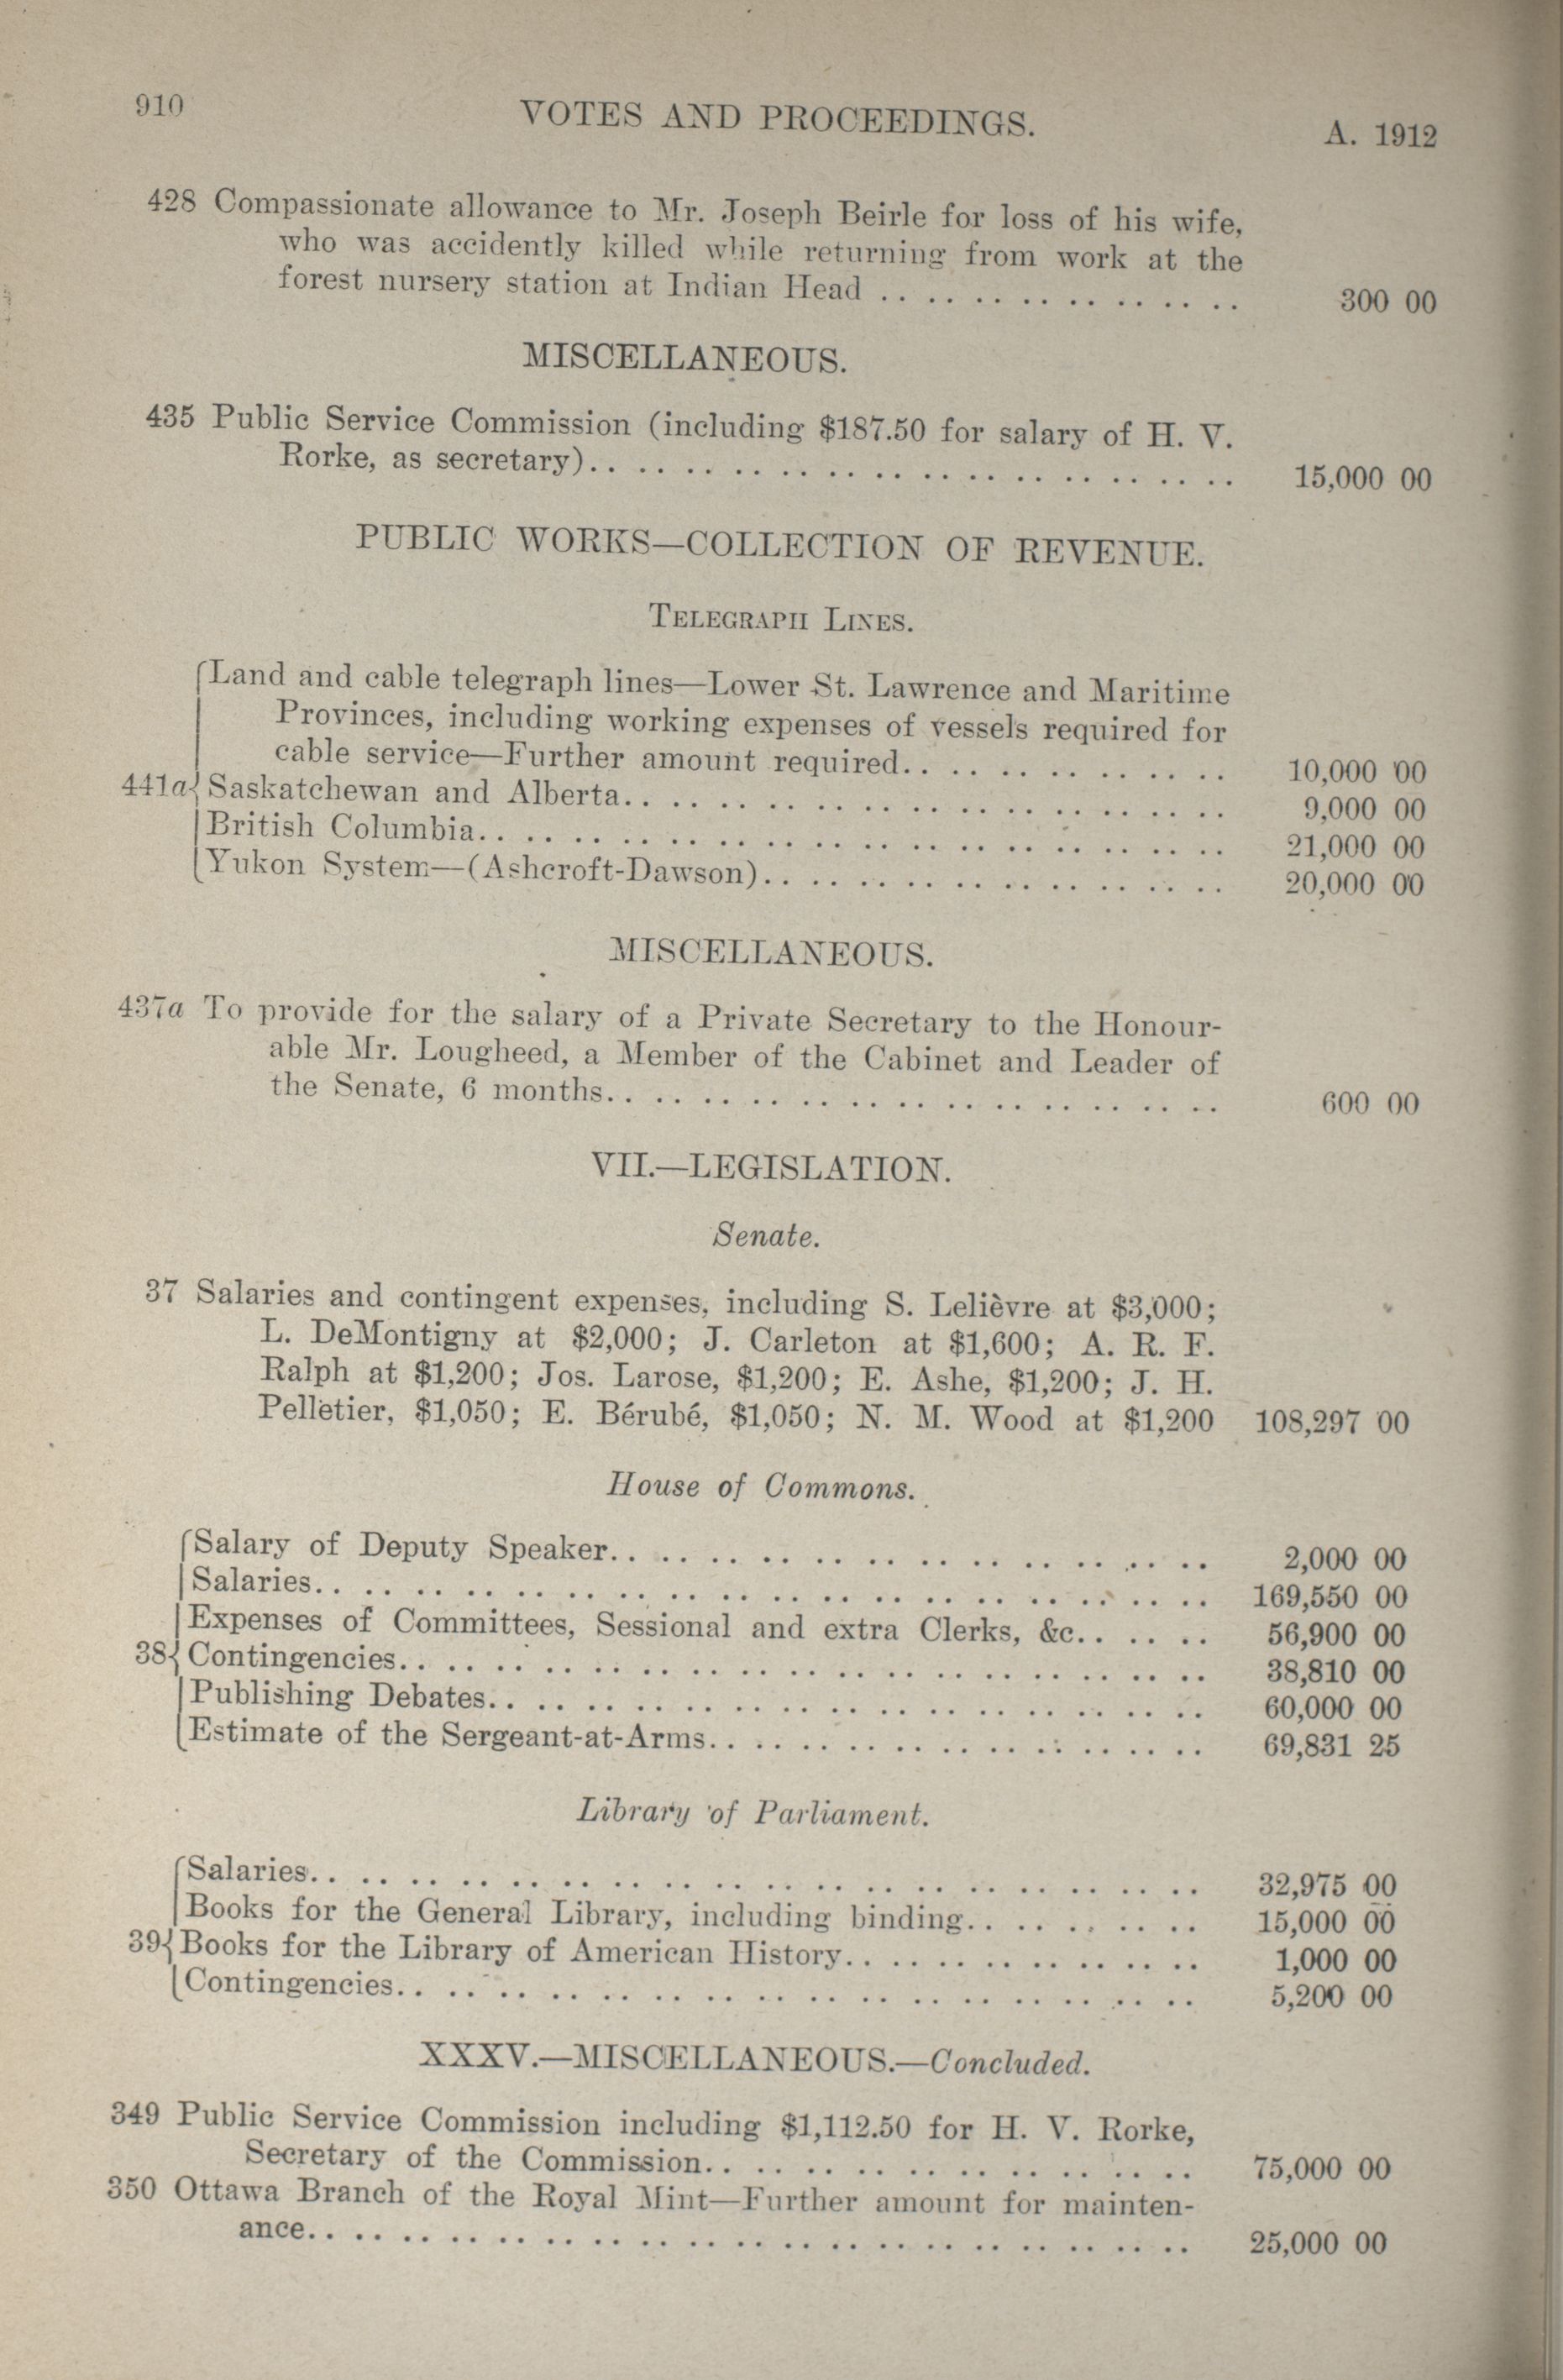 910
VOTES AND PROCEEDINGS.
A. 1912
428 Compassionate allowance to Mr. Joseph Beirle for loss of his wife,
who was accidently killed while returning from work at the
forest nursery station at Indian Head .. .. .. .. .. .. .. .. 300 00
MISCELLANEOUS.
435 Public Service Commission (including $187.50 for salary of H. V.
Rorke, as secretary).. .. .. .. .. .. .. .. .. .. .. .. .. .. 15,000 00
PUBLIC WORKS—COLLECTION OF REVENUE.
TELEGRAPH LINES.
Land and cable telegraph lines—Lower St. Lawrence and Maritime
Provinces, including working expenses of vessels required for
cable service—Further amount required.. .. .. .. .. .. .. 10,000 00
441a Saskatchewan and Alberta.. .. .. .. .. .. .. .. .. .. .. .. .. 9,000 00
British Columbia.. .. .. .. .. .. .. .. .. .. .. .. .. .. .. .. 21,000 00
Yukon System—(Ashcroft-Dawson).. .. .. .. .. .. .. .. .. .. 20,000 00
MISCELLANEOUS.
437a To provide for the salary of a Private Secretary to the Honour-
able Mr. Lougheed, a Member of the Cabinet and Leader of
the Senate, 6 months.. .. .. .. .. .. .. .. .. .. .. .. .. 600 00
VII.—LEGISLATION.
Senate.
37 Salaries and contingent expenses, including S. Lelièvre at $3,000;
L. DeMontigny at $2,000; J. Carleton at $1,600; A. R. F.
Ralph at $1,200; Jos. Larose, $1,200; E. Ashe, $1,200; J. H.
Pelletier, $1,050; E. Bérubé, $1,050; N. M. Wood at $1,200 108,297 00
House of Commons.
Salary of Deputy Speaker.. .. .. .. .. .. .. .. .. .. .. .. 2,000 00
Salaries.. .. .. .. .. .. .. .. .. .. .. .. .. .. .. .. .. .. 169,550 00
Expenses of Committees, Sessional and extra Clerks, &c.. .. .. 56,900 00
38 Contingencies.. .. .. .. .. .. .. .. .. .. .. .. .. .. .. .. .. 38,810 00
Publishing Debates.. .. .. .. .. .. .. .. .. .. .. .. .. .. .. 60,000 00
Estimate of the Sergeant-at-Arms.. .. .. .. .. .. .. .. .. .. .. 69,831 25
Library of Parliament.
Salaries.. .. .. .. .. .. .. .. .. .. .. .. .. .. .. .. .. .. 32,975 00
Books for the General Library, including binding.. .. .. .. .. 15,000 00
39 Books for the Library of American History.. .. .. .. .. .. .. .. 1,000 00
Contingencies.. .. .. .. .. .. .. .. .. .. .. .. .. .. .. .. 5,200 00
XXXV.—MISCELLANEOUS.—Concluded.
349 Public Service Commission including $1,112.50 for H. V. Rorke,
Secretary of the Commission.. .. .. .. .. .. .. .. .. .. 75,000 00
350 Ottawa Branch of the Royal Mint—Further amount for mainten-
ance.. .. .. .. .. .. .. .. .. .. .. .. .. .. .. .. .. .. .. 25,000 00